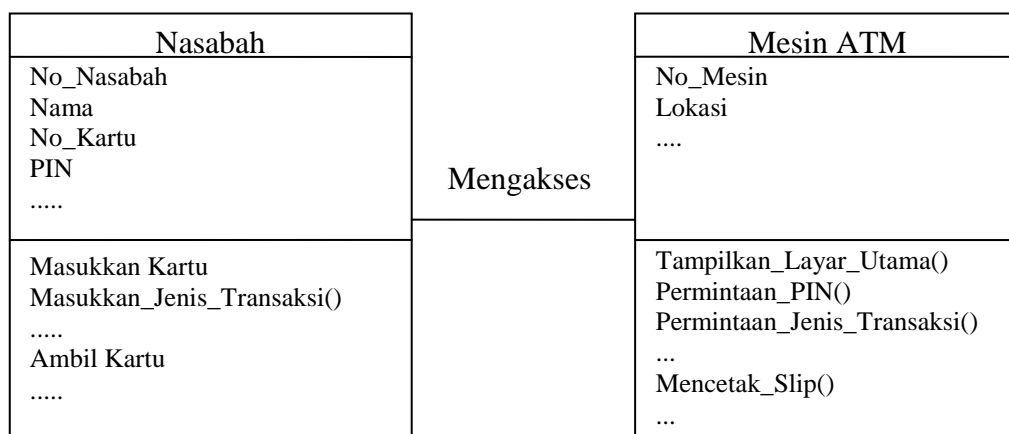 Nasabah
No_Nasabah
Nama
No_Kartu
PIN
.....
Masukkan Kartu
Masukkan_Jenis_Transaksi()
.....
Ambil Kartu
.....
Mengakses
Mesin ATM
No_Mesin
Lokasi
....
Tampilkan_Layar_Utama()
Permintaan_PIN()
Permintaan_Jenis_Transaksi()
...
Mencetak_Slip()
...